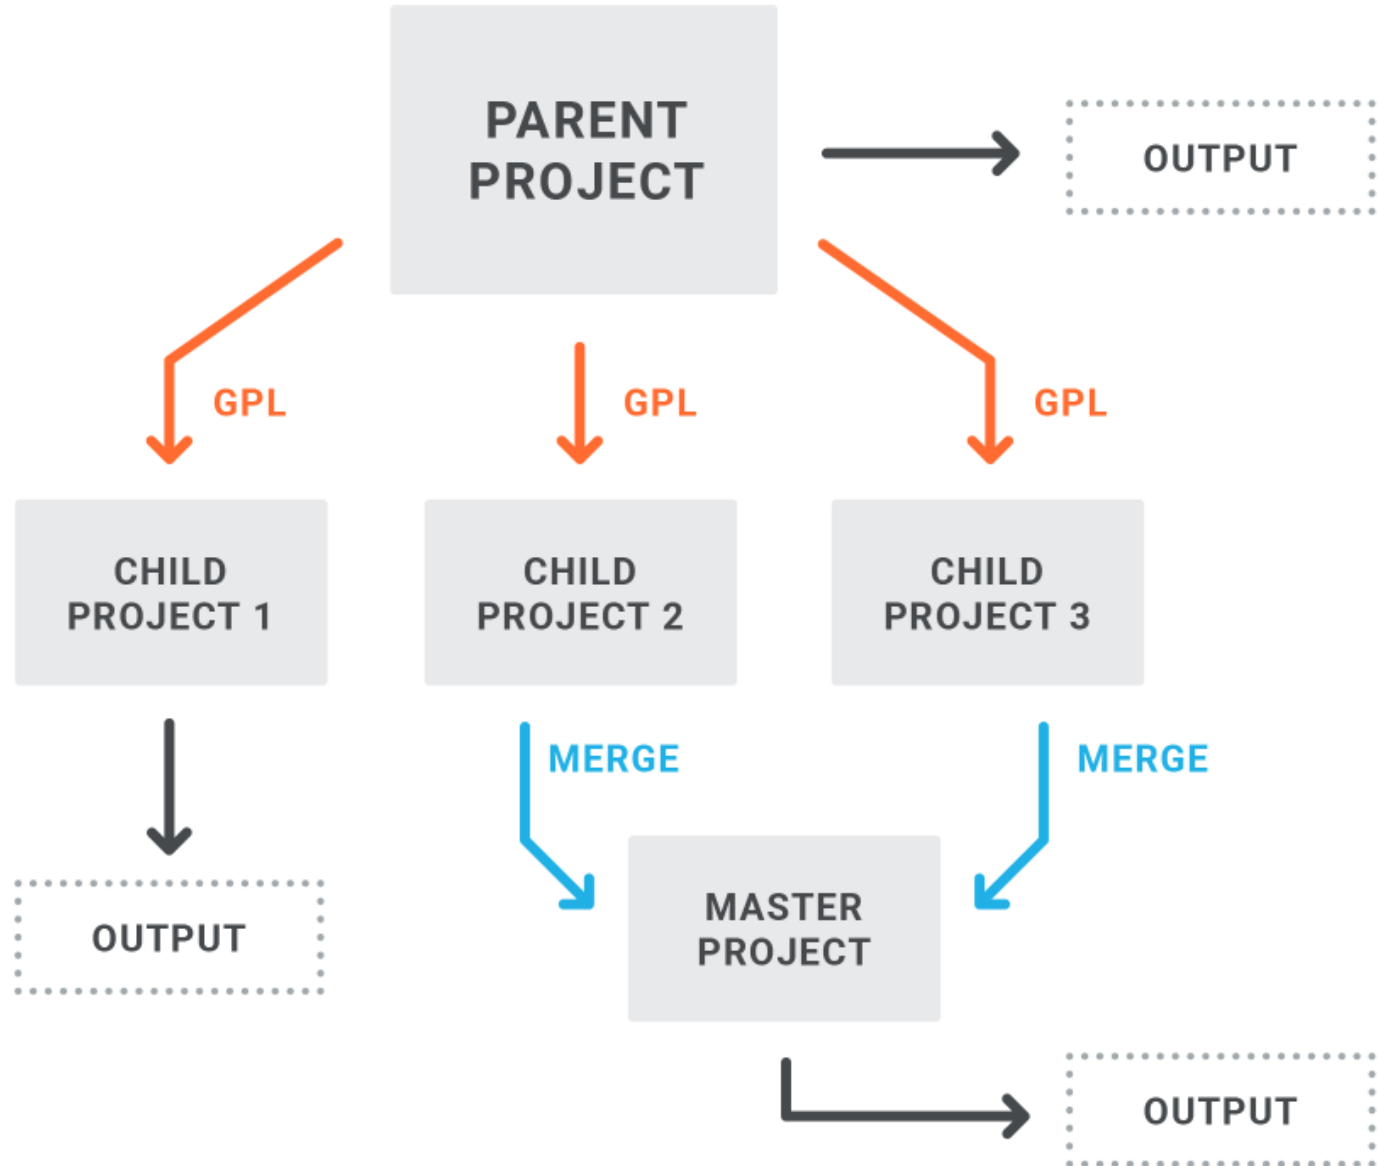 PARENT
PROJECT
OUTPUT
GPL
GPL
GPL
CHILD
PROJECT 1
CHILD
PROJECT 2
CHILD
PROJECT 3
MERGE
MERGE
MASTER
PROJECT
OUTPUT
OUTPUT